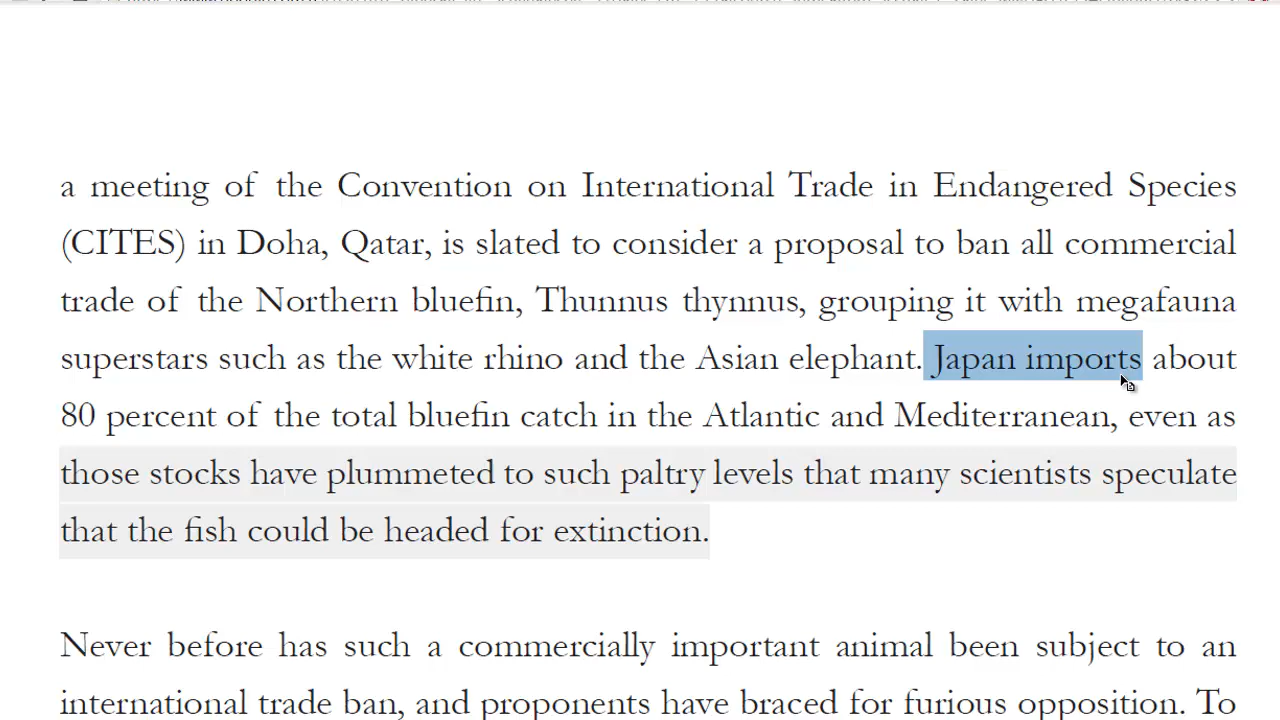 a meeting of the Convention on International Trade in Endangered Species
(CITES) in Doha, Qatar, is slated to consider a proposal to ban all commercial
trade of the Northern bluefin, Thunnus thynnus, grouping it with megafauna
superstars such as the white rhino and the Asian elephant. Japan imports about
80 percent of the total bluefin catch in the Atlantic and Mediterranean, even as
those stocks have plummeted to such paltry levels that many scientists speculate
that the fish could be headed for extinction.
Never before has such a commercially important animal been subject to an
international trade ban, and proponents have braced for furious opposition. To